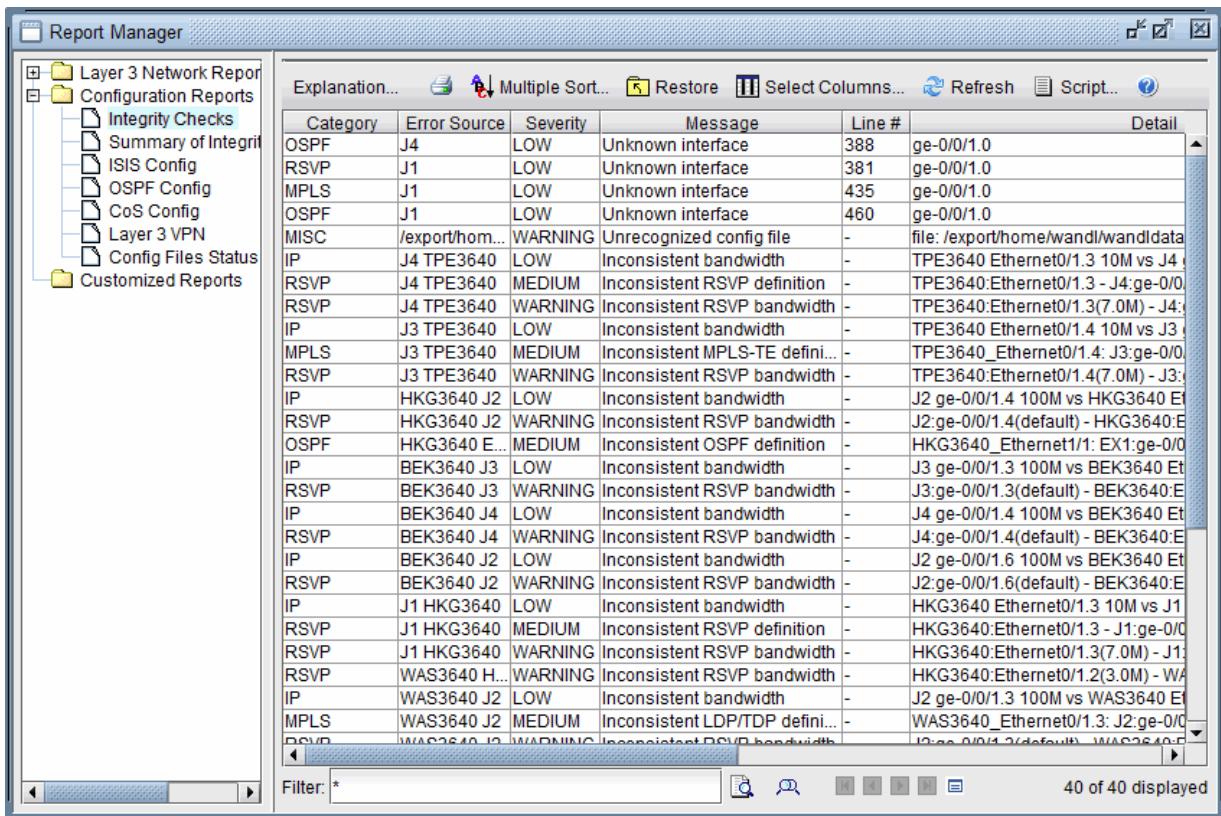 Report Manager
Layer 3 Network Repor
Configuration Reports
Integrity Checks
Summary of Integrit
ISIS Config
OSPF Config
CoS Config
Layer 3 VPN
Config Files Status
Customized Reports
Explanation... Multiple Sort... Restore Select Columns... Refresh Script...
Category Error Source Severity Message Line # Detail
OSPF J4 LOW Unknown interface 388 ge-0/0/1.0
RSVP J1 LOW Unknown interface 381 ge-0/0/1.0
MPLS J1 LOW Unknown interface 435 ge-0/0/1.0
OSPF J1 LOW Unknown interface 460 ge-0/0/1.0
MISC /export/hom... WARNING Unrecognized config file - file: /export/home/wandl/wandldata
IP J4 TPE3640 LOW Inconsistent bandwidth - TPE3640 Ethernet0/1.3 10M vs J4
RSVP J4 TPE3640 MEDIUM Inconsistent RSVP definition - TPE3640:Ethernet0/1.3 - J4:ge-0/0
RSVP J4 TPE3640 WARNING Inconsistent RSVP bandwidth - TPE3640:Ethernet0/1.3(7.0M) - J4:
IP J3 TPE3640 LOW Inconsistent bandwidth - TPE3640 Ethernet0/1.4 10M vs J3
MPLS J3 TPE3640 MEDIUM Inconsistent MPLS-TE defini... - TPE3640_Ethernet0/1.4: J3:ge-0/0
RSVP J3 TPE3640 WARNING Inconsistent RSVP bandwidth - TPE3640:Ethernet0/1.4(7.0M) - J3:
IP HKG3640 J2 LOW Inconsistent bandwidth - J2 ge-0/0/1.4 100M vs HKG3640 Et
RSVP HKG3640 J2 WARNING Inconsistent RSVP bandwidth - J2:ge-0/0/1.4(default) - HKG3640:E
OSPF HKG3640 E... MEDIUM Inconsistent OSPF definition - HKG3640_Ethernet1/1: EX1:ge-0/0
IP BEK3640 J3 LOW Inconsistent bandwidth - J3 ge-0/0/1.3 100M vs BEK3640 Et
RSVP BEK3640 J3 WARNING Inconsistent RSVP bandwidth - J3:ge-0/0/1.3(default) - BEK3640:E
IP BEK3640 J4 LOW Inconsistent bandwidth - J4 ge-0/0/1.4 100M vs BEK3640 Et
RSVP BEK3640 J4 WARNING Inconsistent RSVP bandwidth - J4:ge-0/0/1.4(default) - BEK3640:E
IP BEK3640 J2 LOW Inconsistent bandwidth - J2 ge-0/0/1.6 100M vs BEK3640 Et
RSVP BEK3640 J2 WARNING Inconsistent RSVP bandwidth - J2:ge-0/0/1.6(default) - BEK3640:E
IP J1 HKG3640 LOW Inconsistent bandwidth - HKG3640 Ethernet0/1.3 10M vs J1
RSVP J1 HKG3640 MEDIUM Inconsistent RSVP definition - HKG3640:Ethernet0/1.3 - J1:ge-0/0
RSVP J1 HKG3640 WARNING Inconsistent RSVP bandwidth - HKG3640:Ethernet0/1.3(7.0M) - J1:
RSVP WAS3640 H... WARNING Inconsistent RSVP bandwidth - HKG3640:Ethernet0/1.2(3.0M) - WA
IP WAS3640 J2 LOW Inconsistent bandwidth - J2 ge-0/0/1.3 100M vs WAS3640 Et
MPLS WAS3640 J2 MEDIUM Inconsistent LDP/TDP defini... - WAS3640_Ethernet0/1.3: J2:ge-0/0
RSVP WAS3640 J2 WARNING Inconsistent RSVP bandwidth - J2:ge-0/0/1.3(default) - WAS3640:E
Filter: * 40 of 40 displayed